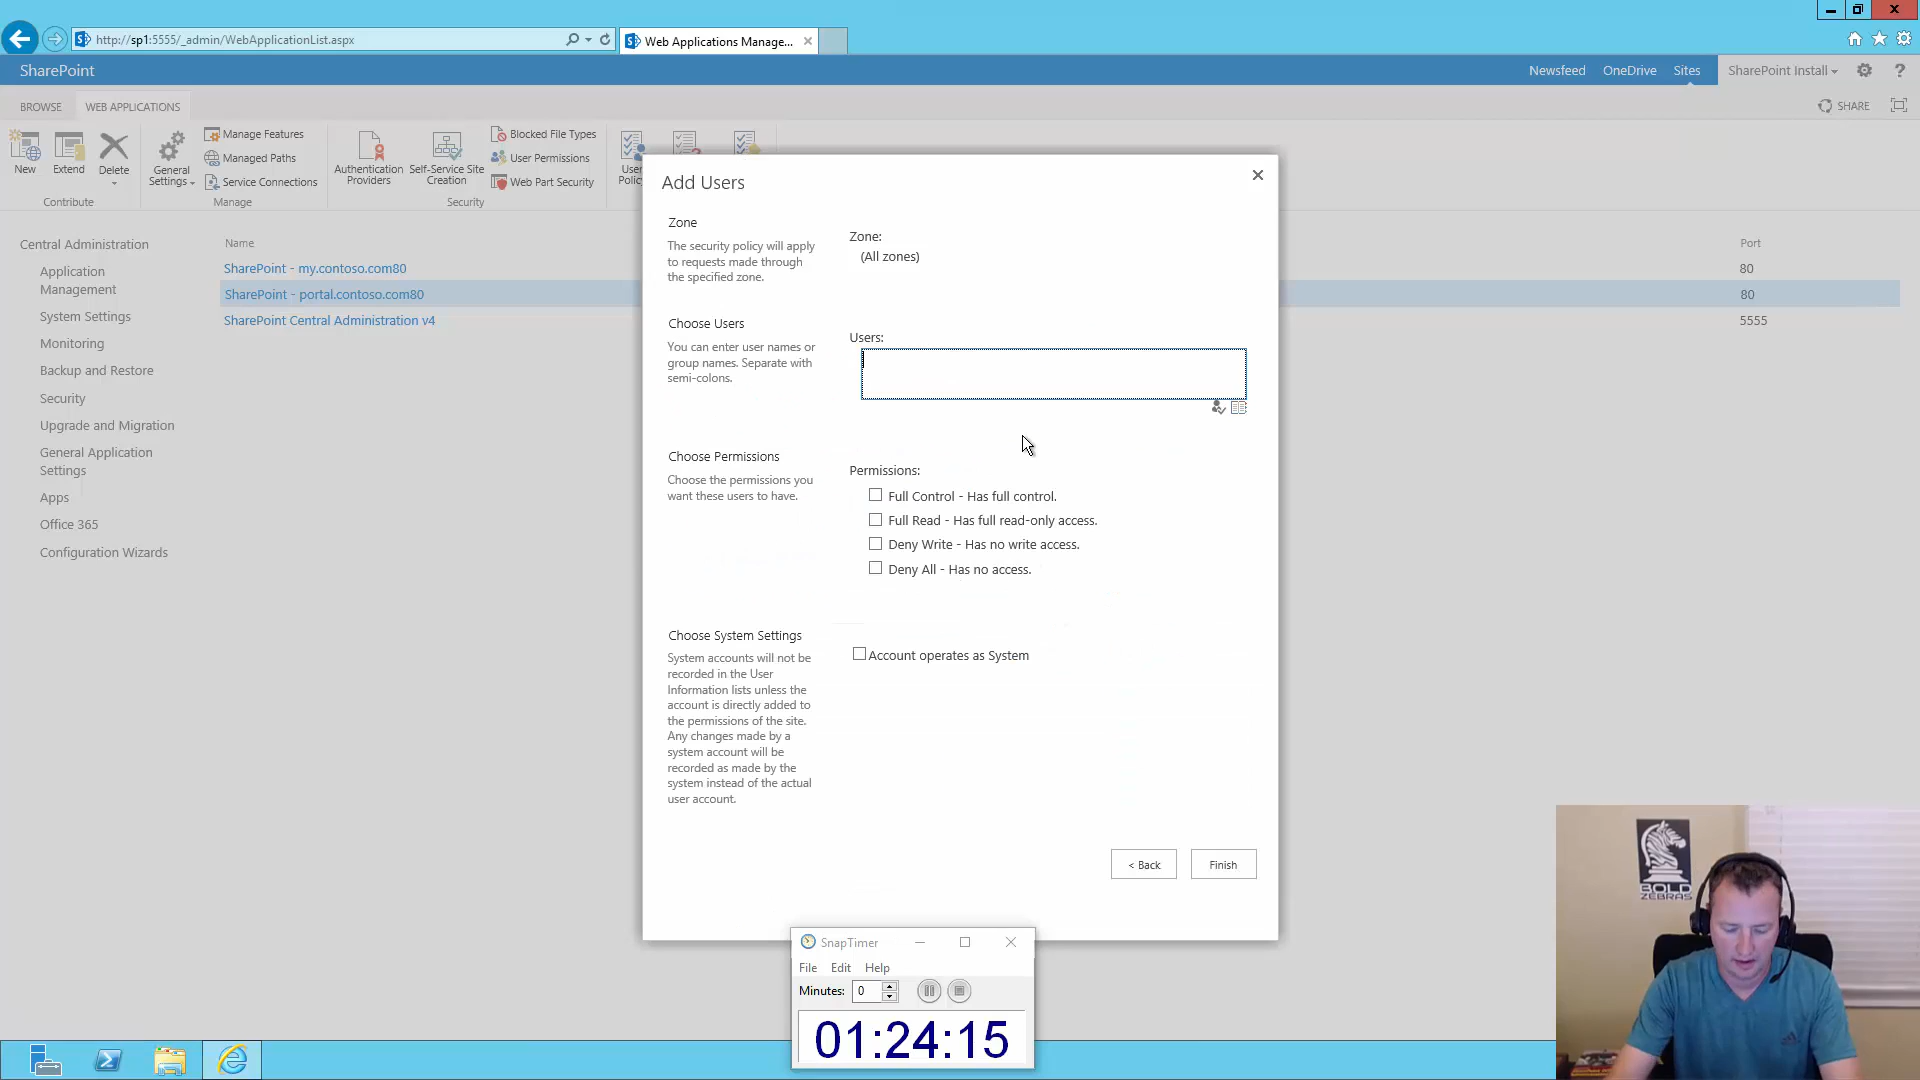 http://sp1:5555/_admin/WebApplicationList.aspx
Web Applications Manage...
SharePoint
Newsfeed
OneDrive
Sites
SharePoint Install
?
BROWSE
WEB APPLICATIONS
SHARE
New
Extend
Delete
General
Settings
Manage Features
Managed Paths
Service Connections
Authentication
Providers
Self-Service Site
Creation
Blocked File Types
User Permissions
Web Part Security
User
Policy
Contribute
Manage
Security
Central Administration
Application
Management
System Settings
Monitoring
Backup and Restore
Security
Upgrade and Migration
General Application
Settings
Apps
Office 365
Configuration Wizards
Name
Port
SharePoint - my.contoso.com80
80
SharePoint - portal.contoso.com80
80
SharePoint Central Administration v4
5555
Add Users
Zone
The security policy will apply
to requests made through
the specified zone.
Zone:
(All zones)
Choose Users
You can enter user names or
group names. Separate with
semi-colons.
Users:
Choose Permissions
Choose the permissions you
want these users to have.
Permissions:
Full Control - Has full control.
Full Read - Has full read-only access.
Deny Write - Has no write access.
Deny All - Has no access.
Choose System Settings
System accounts will not be
recorded in the User
Information lists unless the
account is directly added to
the permissions of the site.
Any changes made by a
system account will be
recorded as made by the
system instead of the actual
user account.
Account operates as System
< Back
Finish
SnapTimer
File
Edit
Help
Minutes:
0
01:24:15
BOLD
ZEBRAS